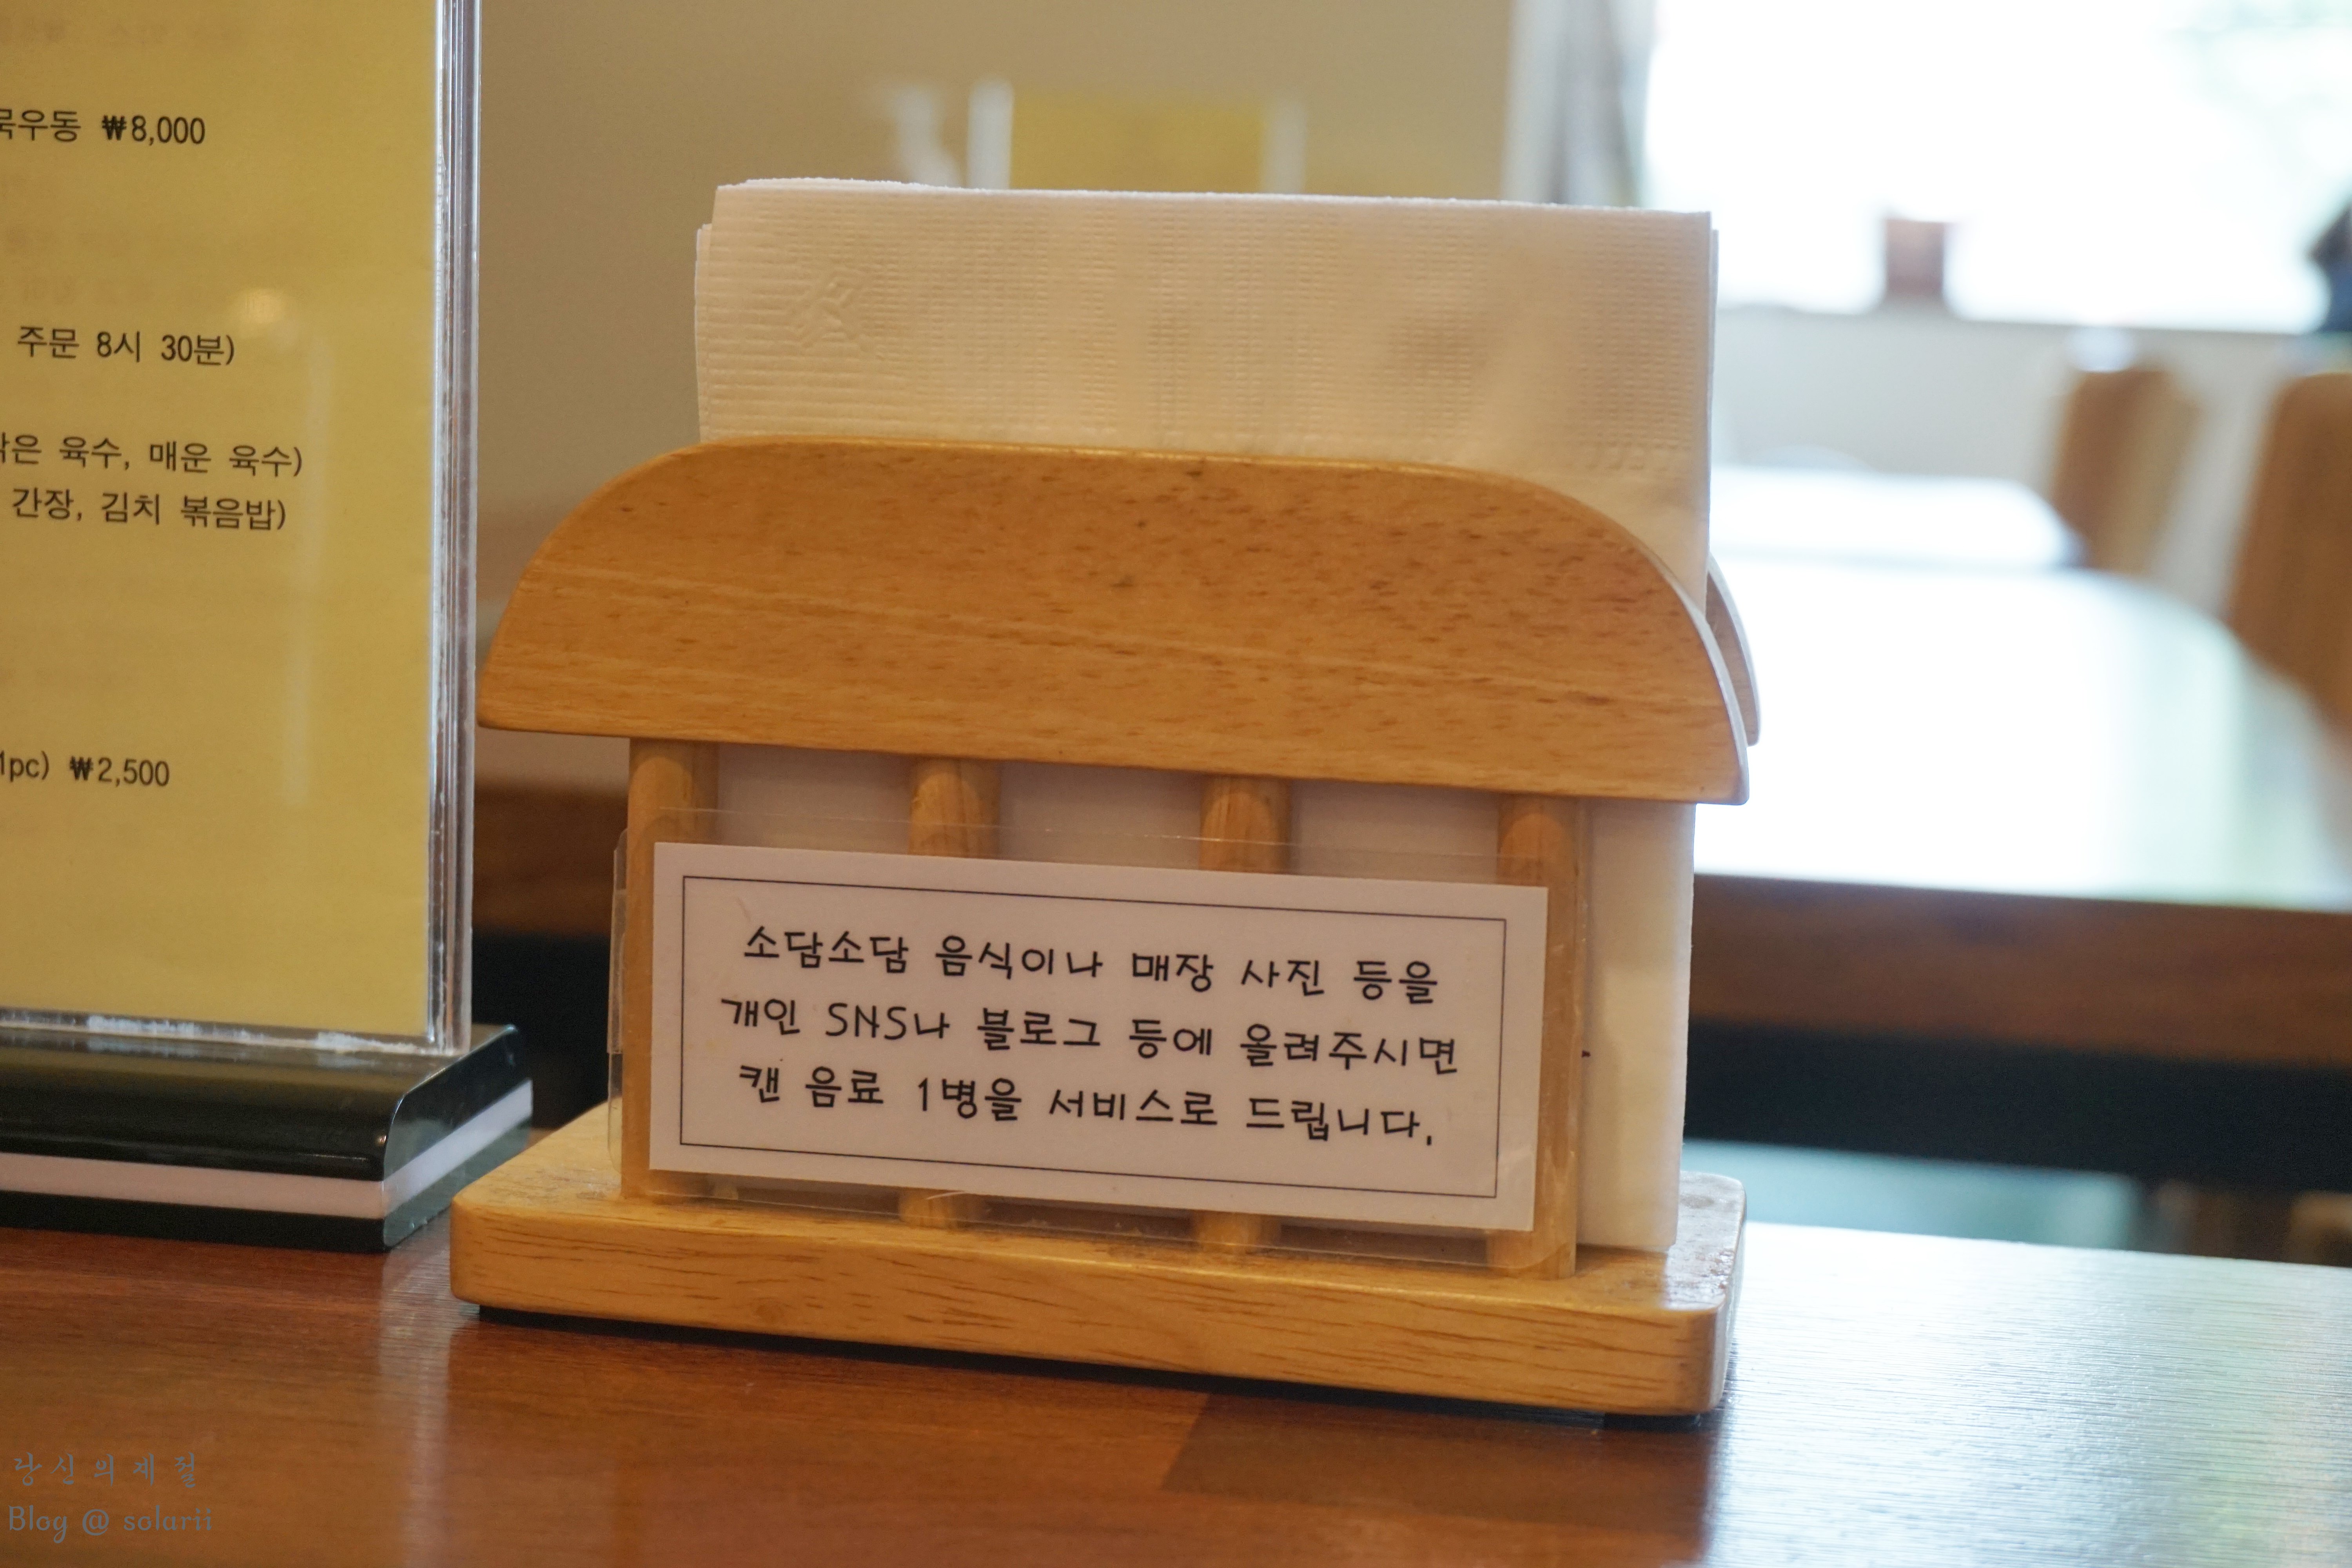 우동 ₩8,000
주문 8시 30분)
육수, 매운 육수)
간장, 김치 볶음밥)
1pc) ₩2,500
소담소담 음식이나 매장 사진 등을
개인 SNS나 블로그 등에 올려주시면
캔 음료 1병을 서비스로 드립니다.
당신의계절
Blog @ solarii